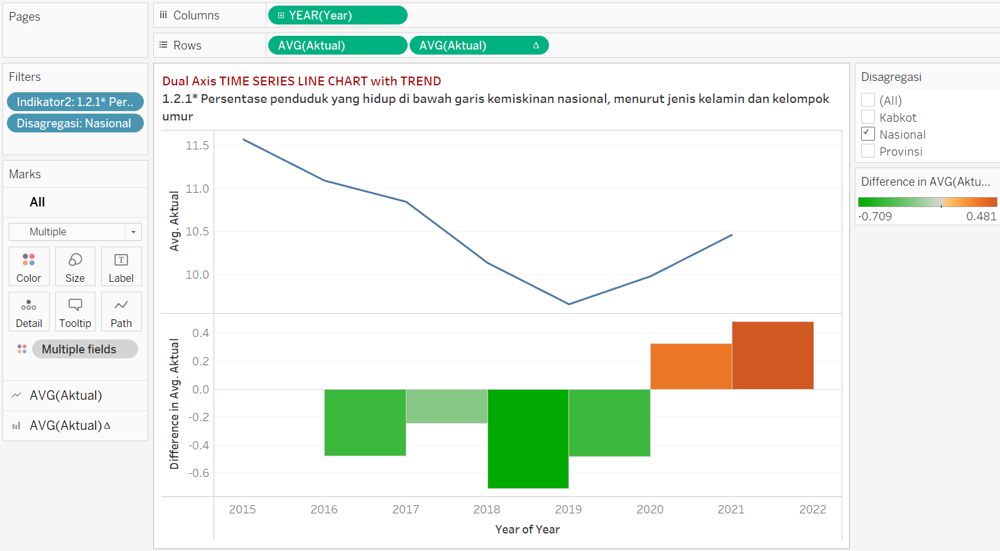 Pages
Columns
YEAR(Year)
Rows
AVG(Aktual)
AVG(Aktual) Δ
Filters
Indikator2: 1.2.1* Per..
Disagregasi: Nasional
Marks
All
Multiple
Color
Size
Label
Detail
Tooltip
Path
Multiple fields
AVG(Aktual)
AVG(Aktual) Δ
Dual Axis TIME SERIES LINE CHART with TREND
1.2.1* Persentase penduduk yang hidup di bawah garis kemiskinan nasional, menurut jenis kelamin dan kelompok
umur
Avg. Aktual
11.5
11.0
10.5
10.0
Difference in Avg. Aktual
0.4
0.2
0.0
-0.2
-0.4
-0.6
2015 2016 2017 2018 2019 2020 2021 2022
Year of Year
Disagregasi
(All)
Kabkot
Nasional
Provinsi
Difference in AVG(Aktu...
-0.709 0.481